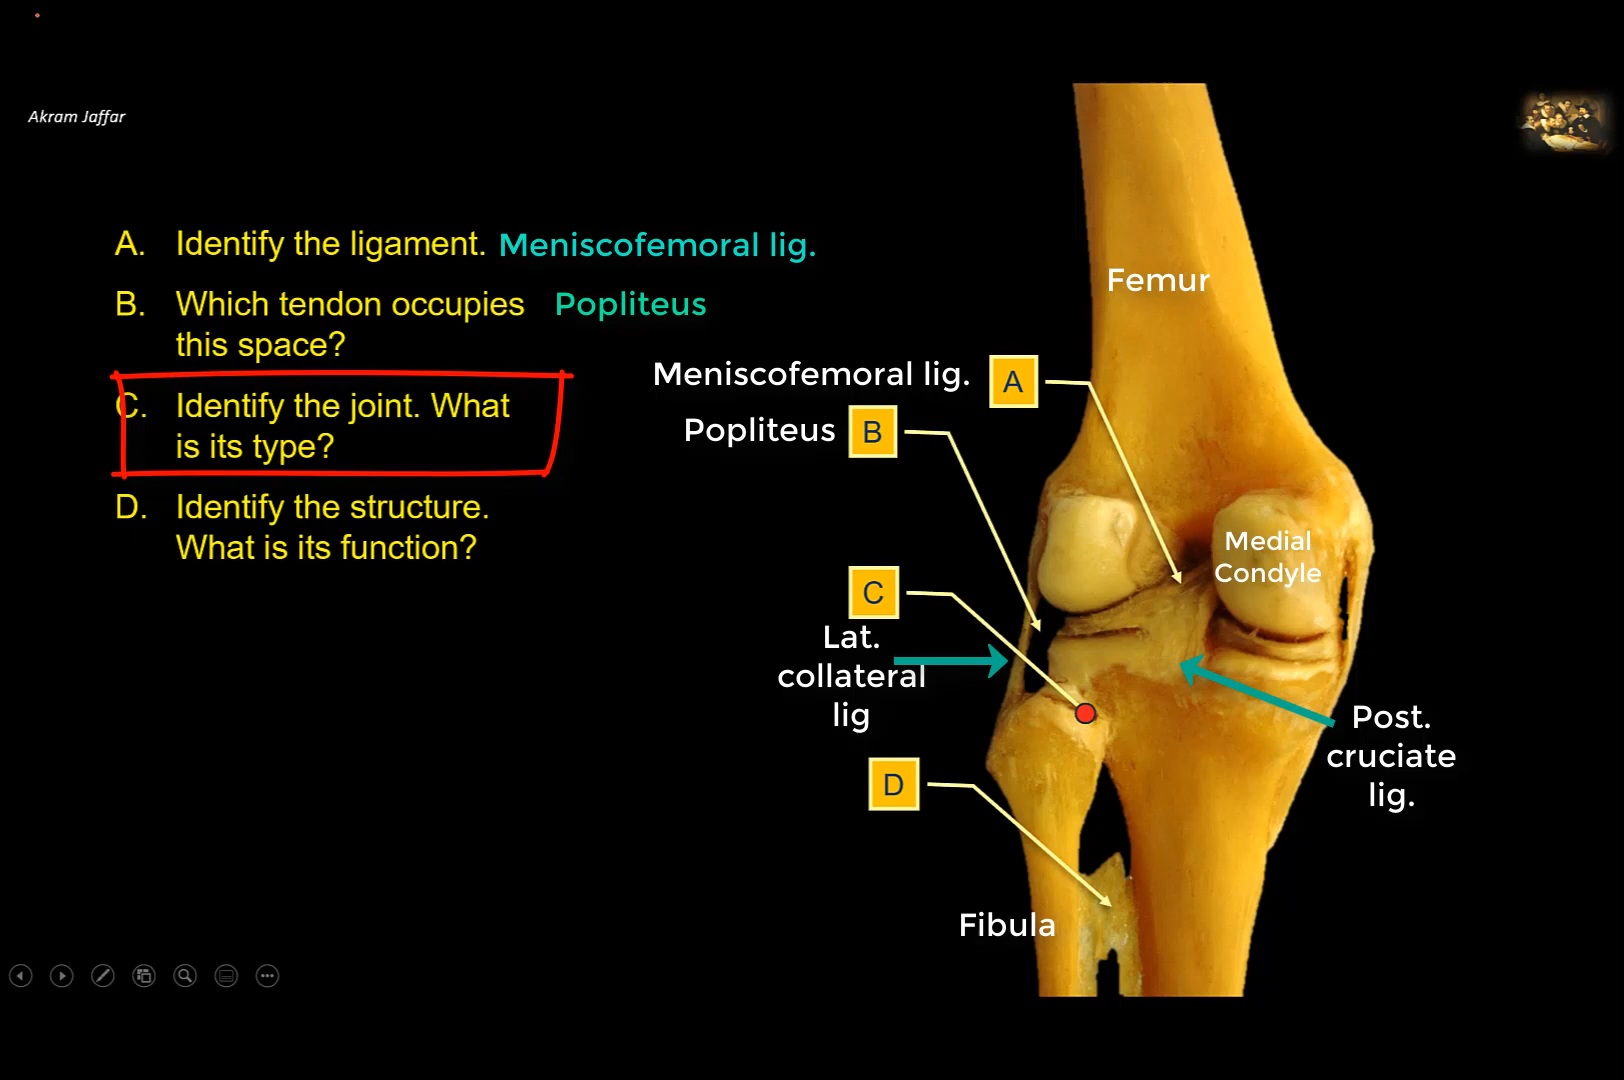 Akram Jaffar
A. Identify the ligament. Meniscofemoral lig.
B. Which tendon occupies Popliteus
this space?
C. Identify the joint. What
is its type?
D. Identify the structure.
What is its function?
Femur
Meniscofemoral lig. A
Popliteus B
Medial
Condyle
C
Lat.
collateral
lig
Post.
cruciate
lig.
D
Fibula